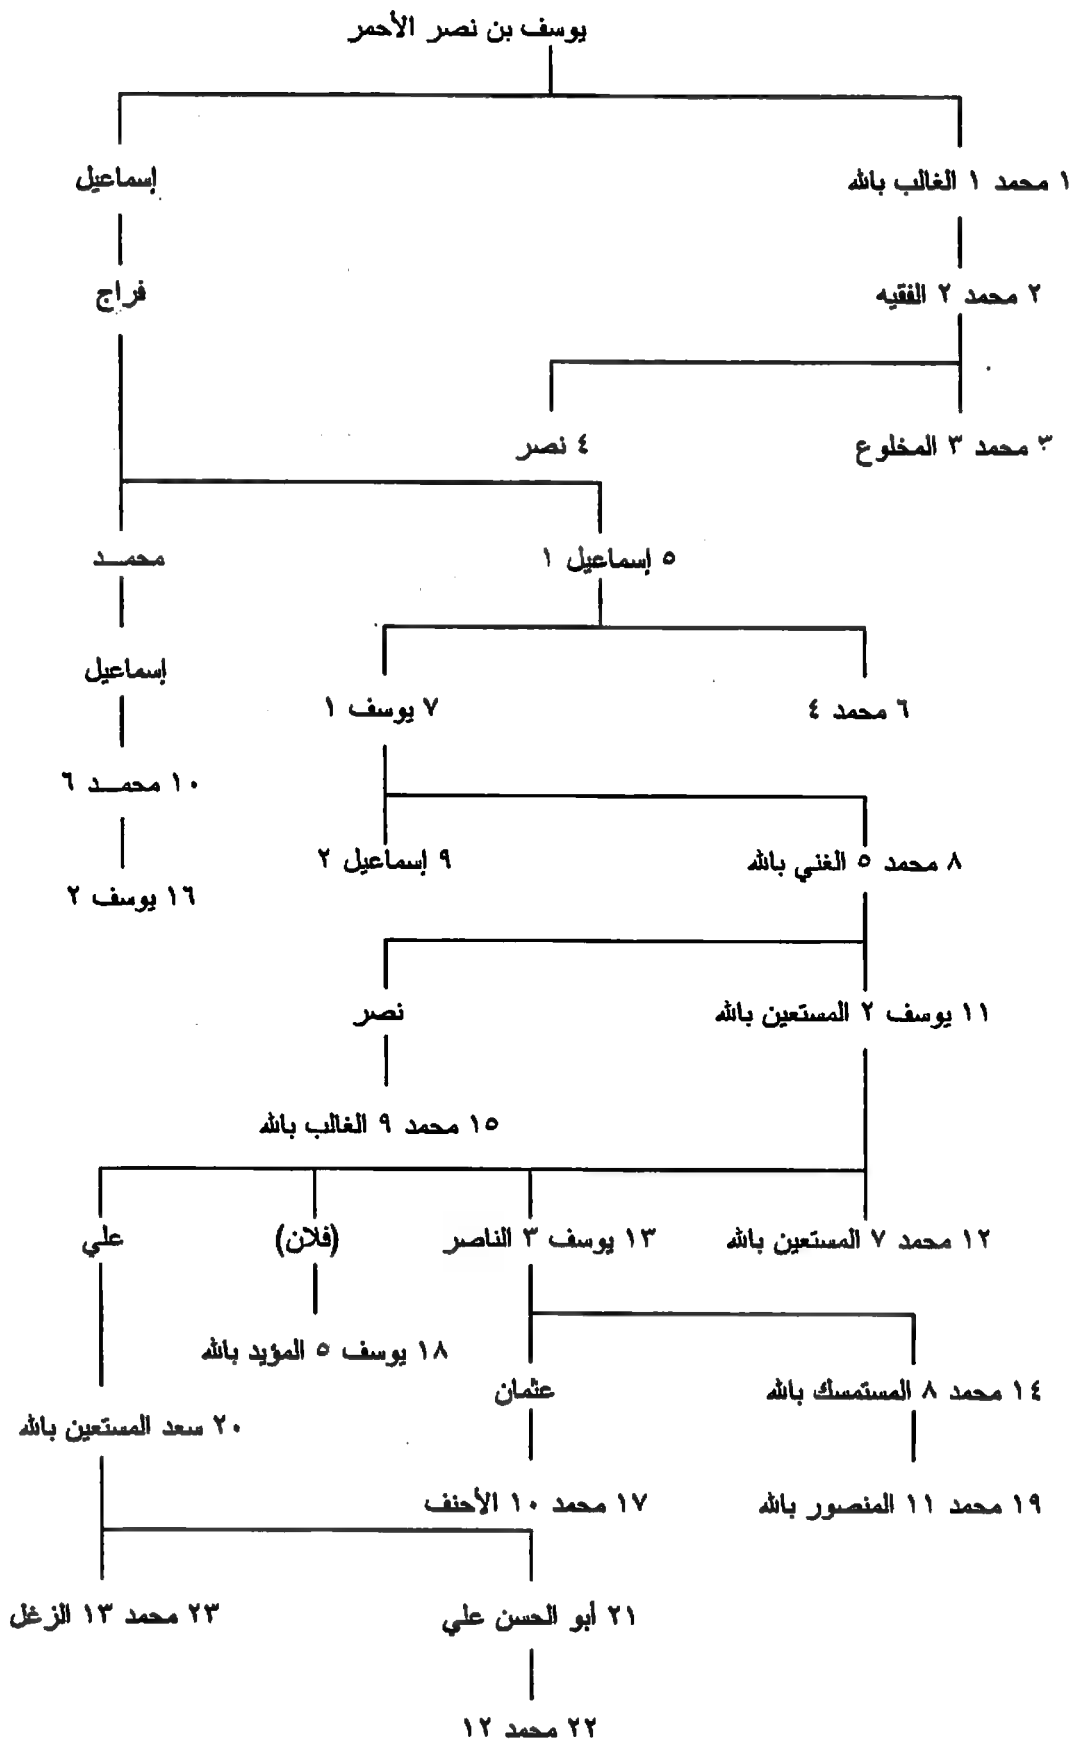 يوسف بن نصر الأحمر
١ محمد ١ الغالب بالله
إسماعيل
٢ محمد ٢ الفقيه
فراج
٣ محمد ٣ المخلوع
٤ نصر
٥ إسماعيل ١
محمد
إسماعيل
٦ محمد ٤
٧ يوسف ١
١٠ محمد ٦
٨ محمد ٥ الغني بالله
٩ إسماعيل ٢
١٦ يوسف ٢
١١ يوسف ٢ المستعين بالله
نصر
١٥ محمد ٩ الغالب بالله
١٢ محمد ٧ المستعين بالله
١٣ يوسف ٣ الناصر
(فلان)
علي
١٨ يوسف ٥ المؤيد بالله
١٤ محمد ٨ المستمسك بالله
عثمان
٢٠ سعد المستعين بالله
١٩ محمد ١١ المنصور بالله
١٧ محمد ١٠ الأحنف
٢١ أبو الحسن علي
٢٣ محمد ١٣ الزغل
٢٢ محمد ١٢